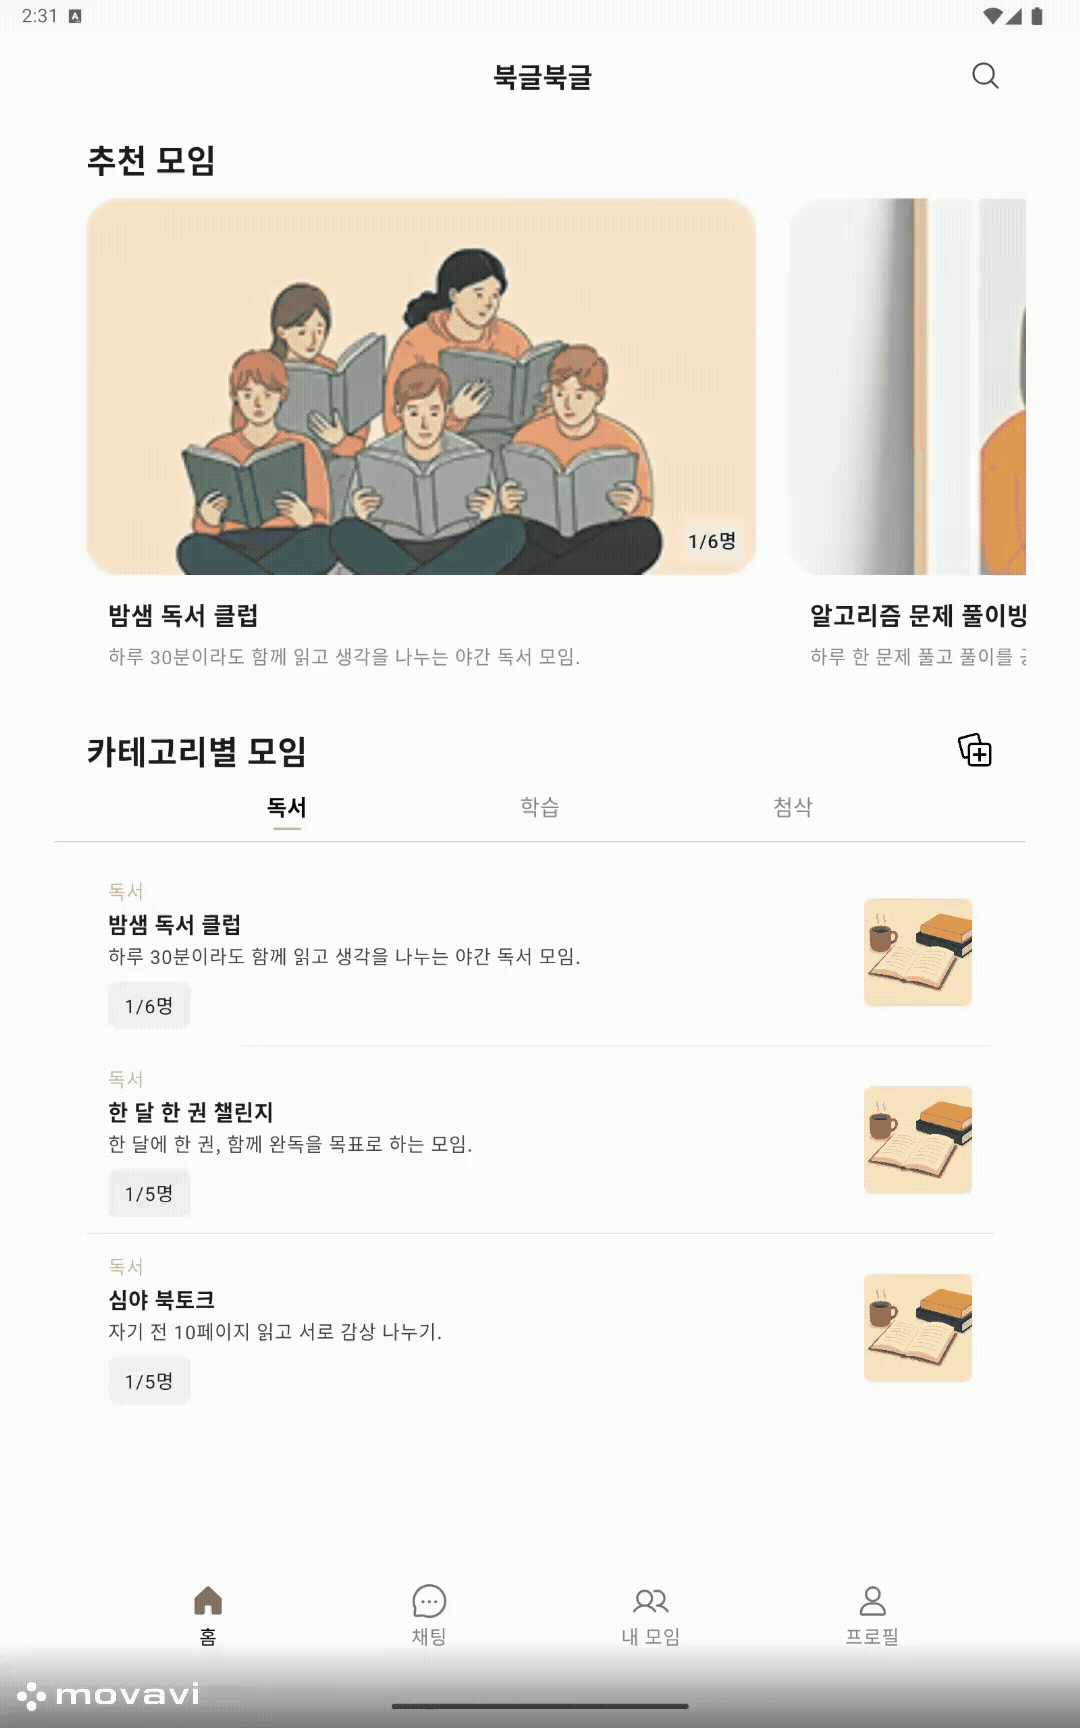 2:31
북글북글
추천 모임
1/6명
밤샘 독서 클럽
하루 30분이라도 함께 읽고 생각을 나누는 야간 독서 모임.
알고리즘 문제 풀이방
하루 한 문제 풀고 풀이를
카테고리별 모임
독서
학습
첨삭
독서
밤샘 독서 클럽
하루 30분이라도 함께 읽고 생각을 나누는 야간 독서 모임.
1/6명
독서
한 달 한 권 챌린지
한 달에 한 권, 함께 완독을 목표로 하는 모임.
1/5명
독서
심야 북토크
자기 전 10페이지 읽고 서로 감상 나누기.
1/5명
홈
채팅
내 모임
프로필
movavi